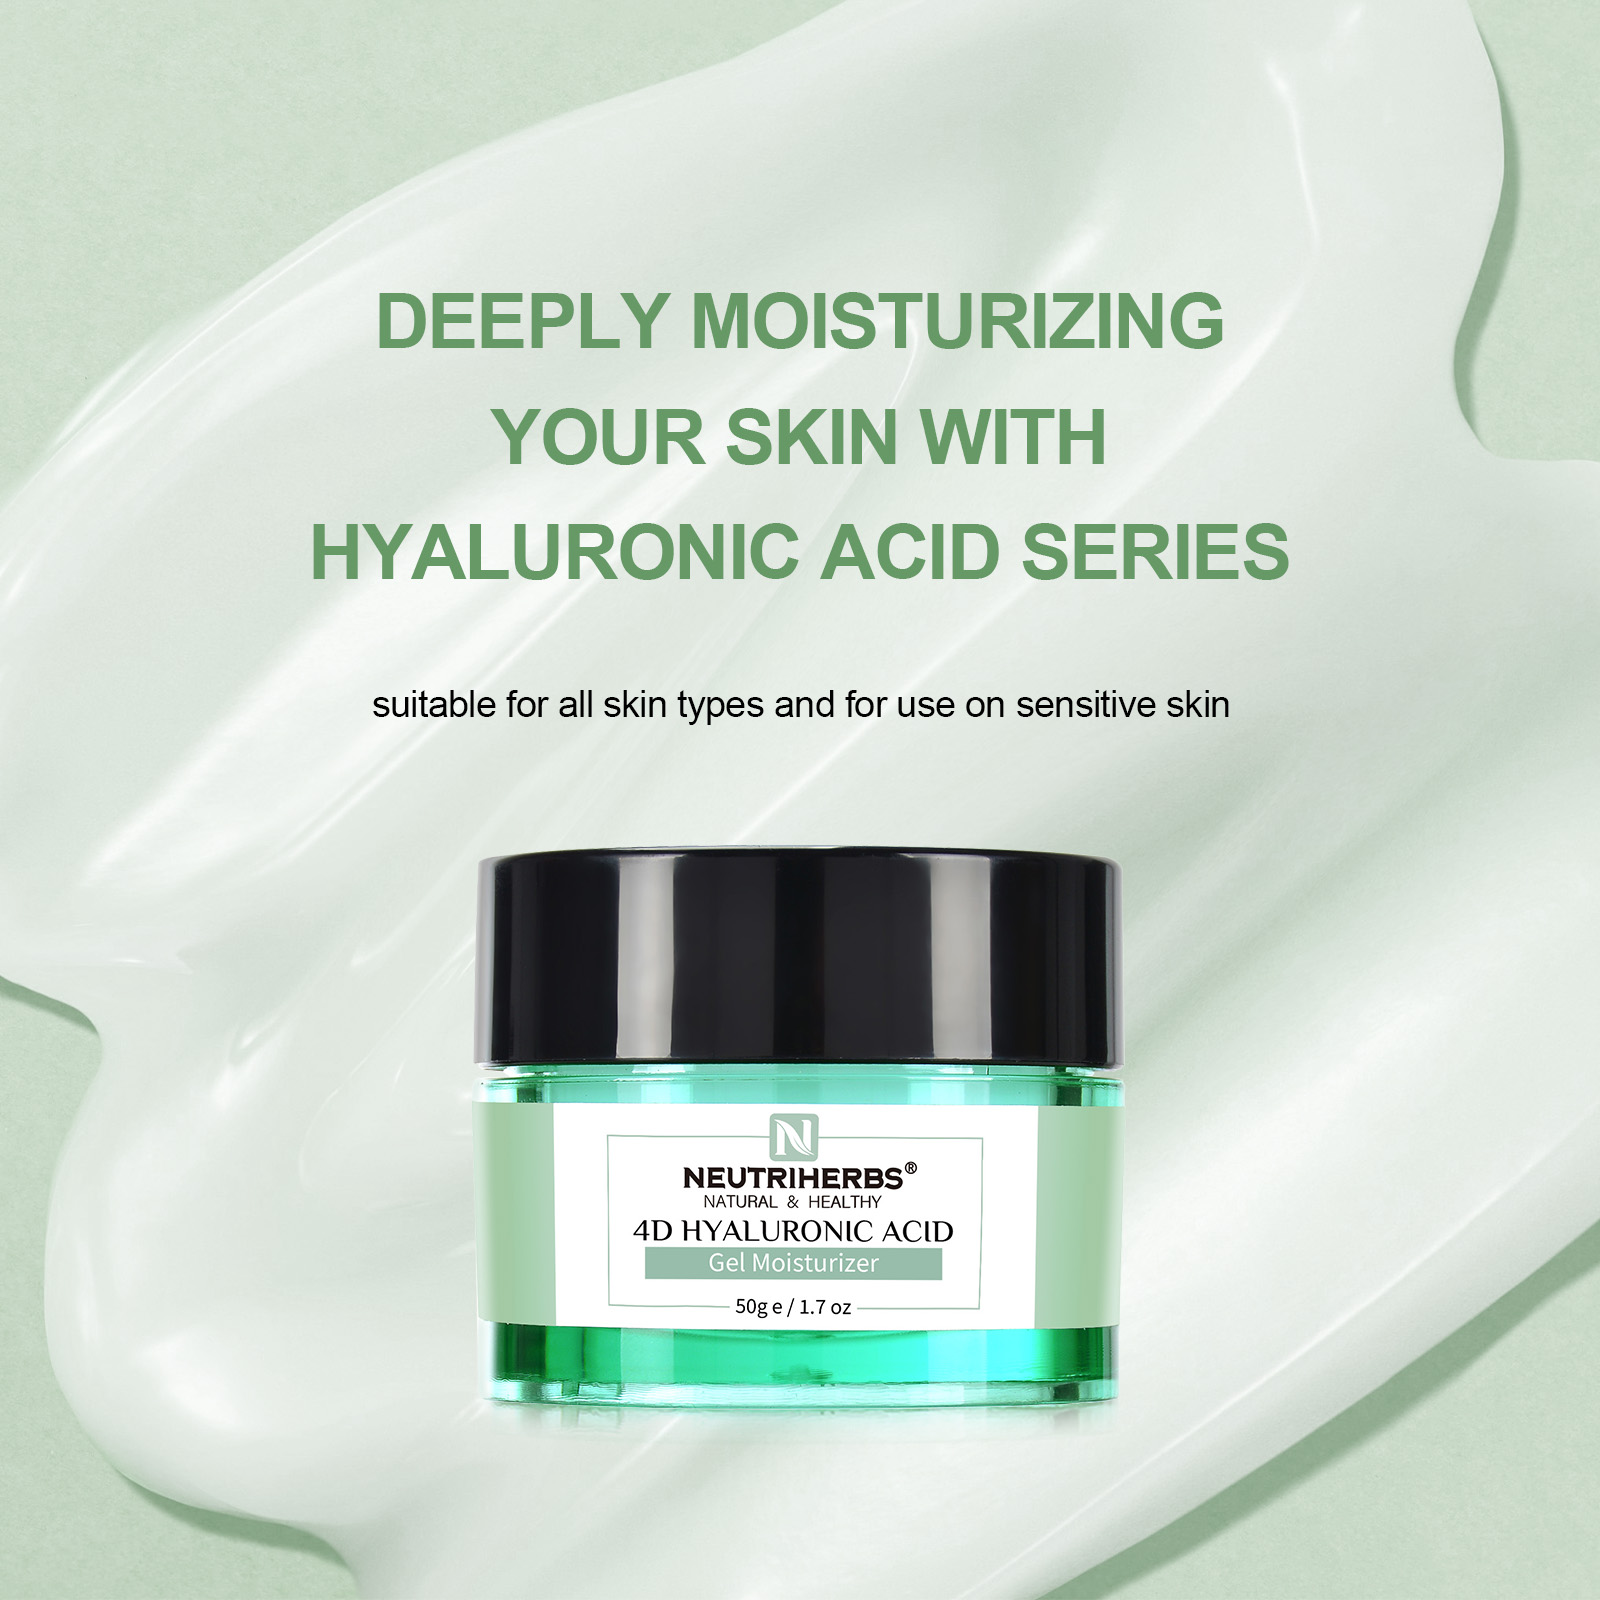 DEEPLY MOISTURIZING
YOUR SKIN WITH
HYALURONIC ACID SERIES
suitable for all skin types and for use on sensitive skin
N
NEUTRIHERBS®
NATURAL & HEALTHY
4D HYALURONIC ACID
Gel Moisturizer
50g e / 1.7 oz